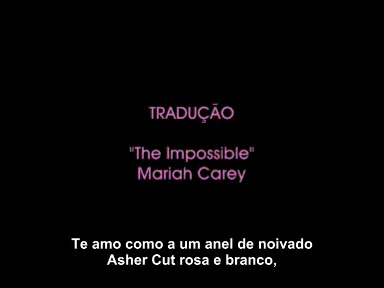 TRADUÇÃO
"The Impossible"
Mariah Carey
Te amo como a um anel de noivado
Asher Cut rosa e branco,